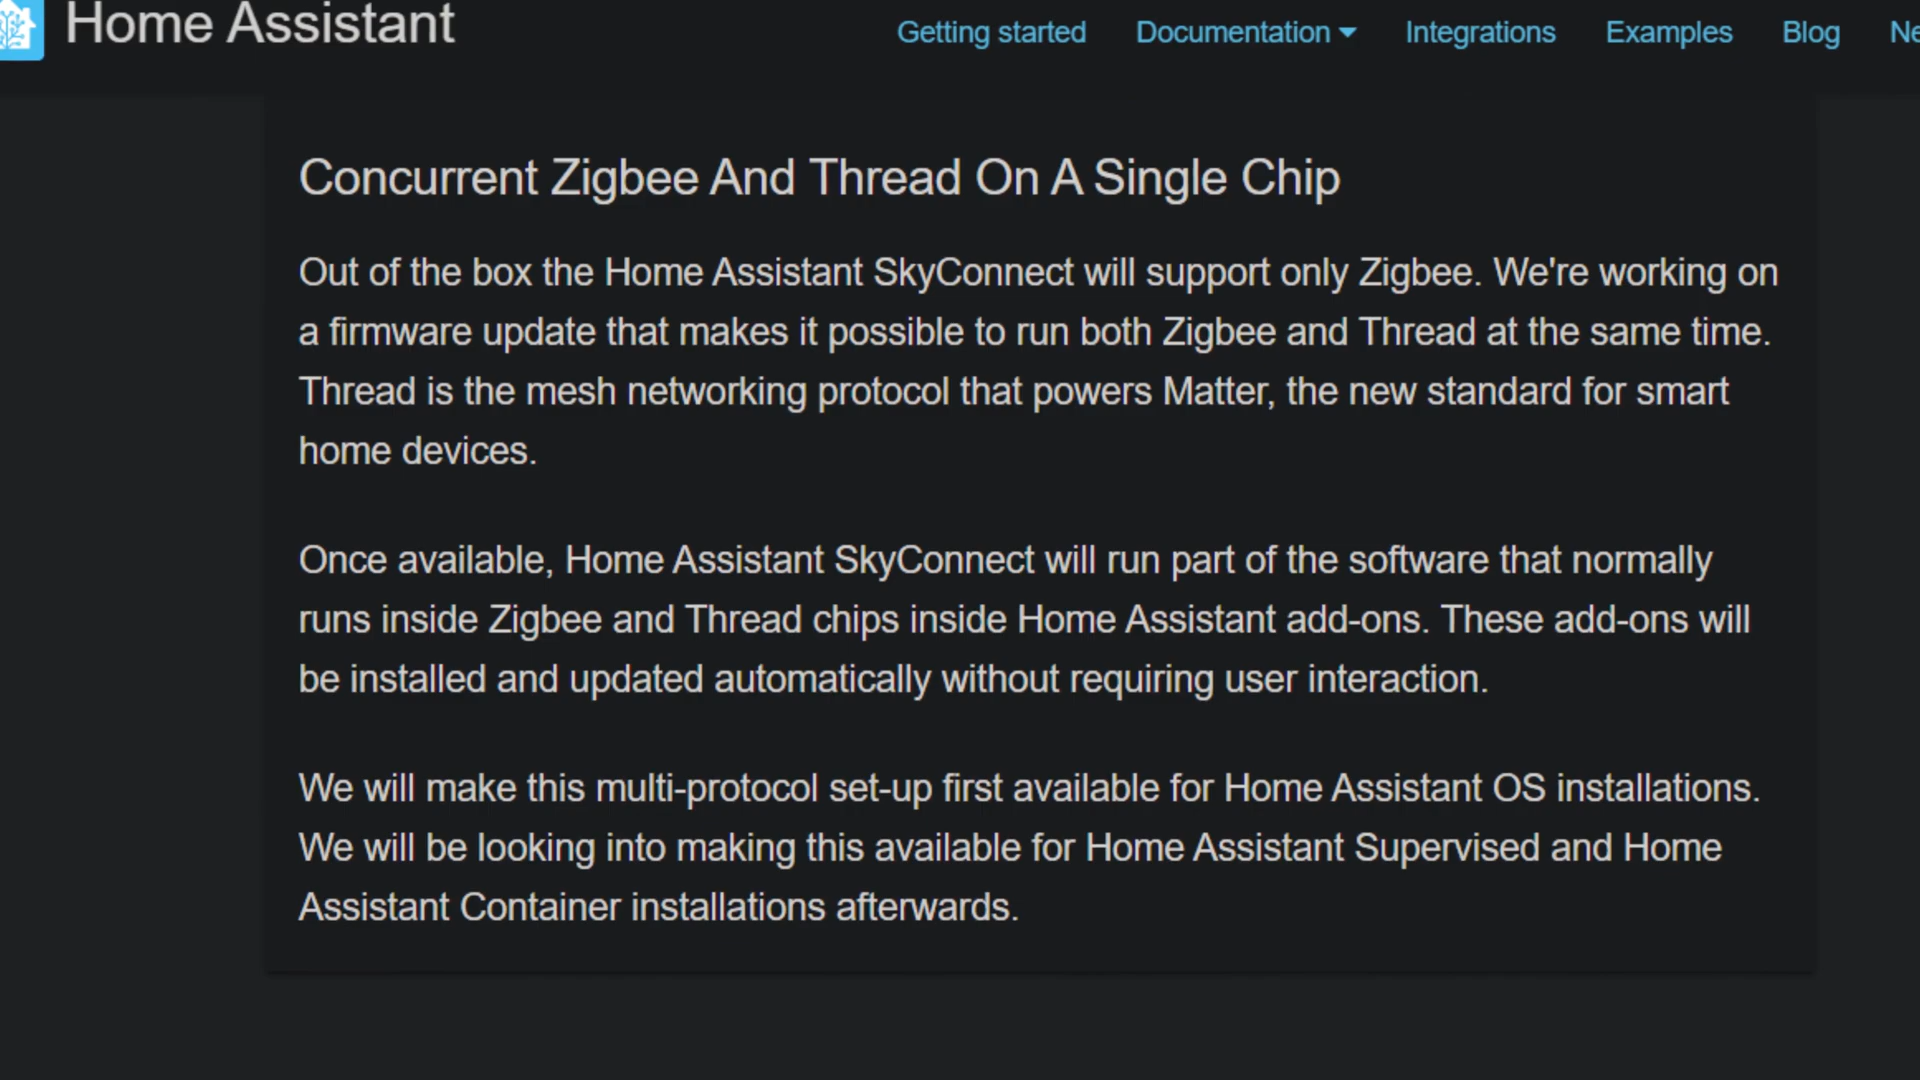 Home Assistant
Getting started
Documentation
Integrations
Examples
Blog
Concurrent Zigbee And Thread On A Single Chip
Out of the box the Home Assistant SkyConnect will support only Zigbee. We're working on
a firmware update that makes it possible to run both Zigbee and Thread at the same time.
Thread is the mesh networking protocol that powers Matter, the new standard for smart
home devices.
Once available, Home Assistant SkyConnect will run part of the software that normally
runs inside Zigbee and Thread chips inside Home Assistant add-ons. These add-ons will
be installed and updated automatically without requiring user interaction.
We will make this multi-protocol set-up first available for Home Assistant OS installations.
We will be looking into making this available for Home Assistant Supervised and Home
Assistant Container installations afterwards.